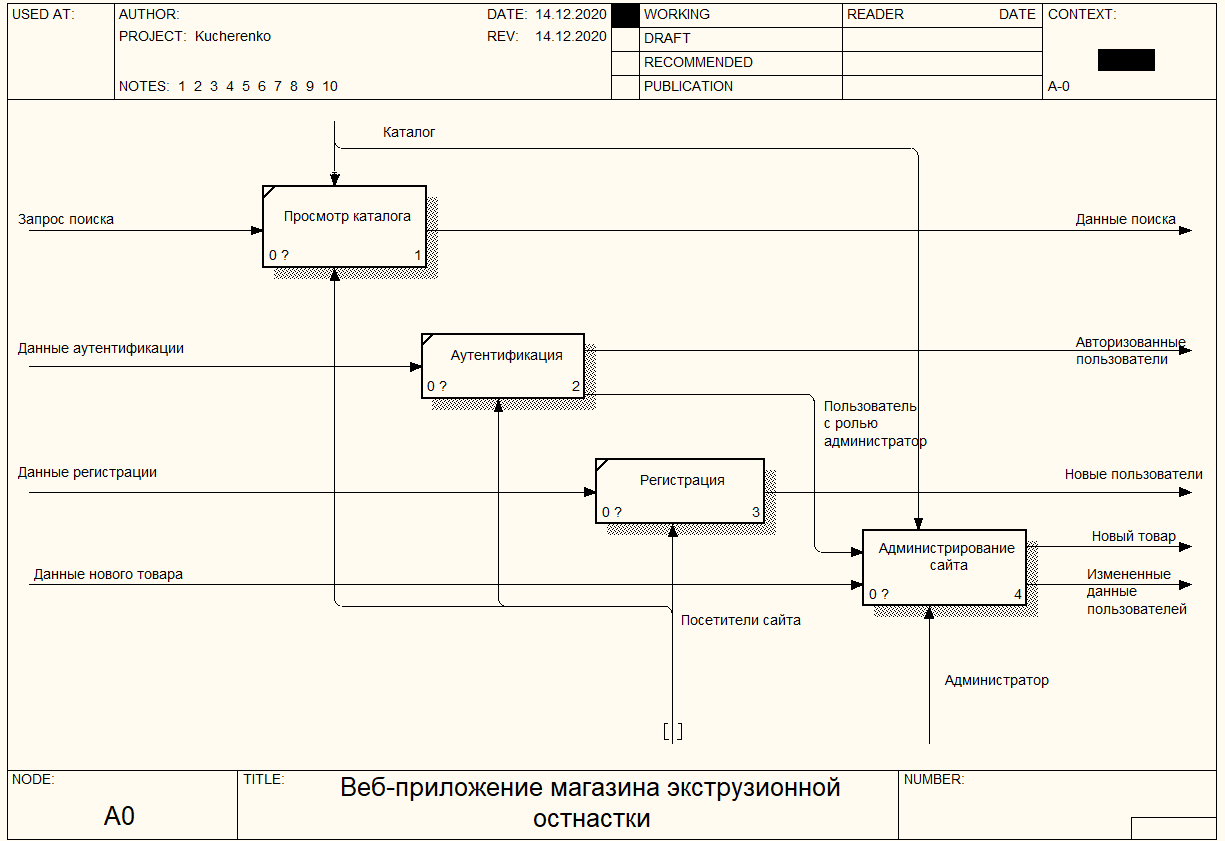 USED AT:
AUTHOR:
DATE: 14.12.2020
PROJECT: Kucherenko
REV: 14.12.2020
NOTES: 1 2 3 4 5 6 7 8 9 10
WORKING
DRAFT
RECOMMENDED
PUBLICATION
READER DATE
CONTEXT:
A-0
Каталог
Запрос поиска
Просмотр каталога
0 ? 1
Данные поиска
Данные аутентификации
Аутентификация
0 ? 2
Авторизованные
пользователи
Пользователь
с ролью
администратор
Данные регистрации
Регистрация
0 ? 3
Новые пользователи
Данные нового товара
Администрирование
сайта
0 ? 4
Новый товар
Измененные
данные
пользователей
Посетители сайта
Администратор
NODE:
A0
TITLE:
Веб-приложение магазина экструзионной
остнастки
NUMBER: